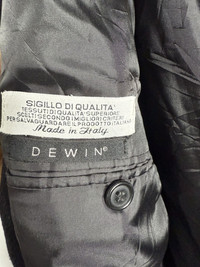 SIGILLO DI QUALITA'
TESSUTI DI QUALITA' SUPERIORE
SCELTI SECONDO I MIGLIORI CRITERI
PER SALVAGUARDARE IL PRODOTTO ITALIANO
Made in Italy
DEWIN®